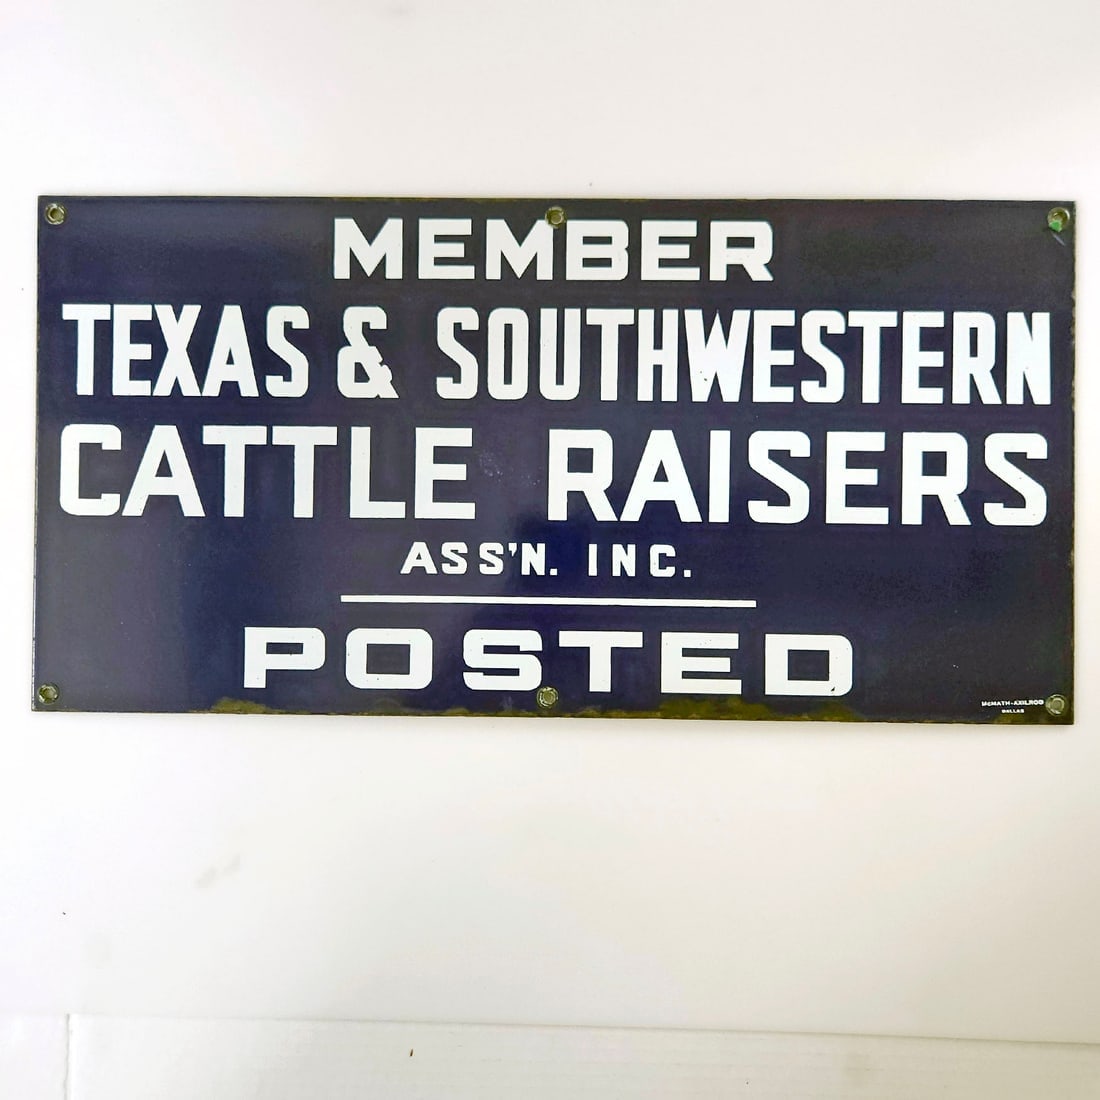 MEMBER
TEXAS & SOUTHWESTERN
CATTLE RAISERS
ASS'N. INC.
POSTED
McMATH-AXILROD
DALLAS